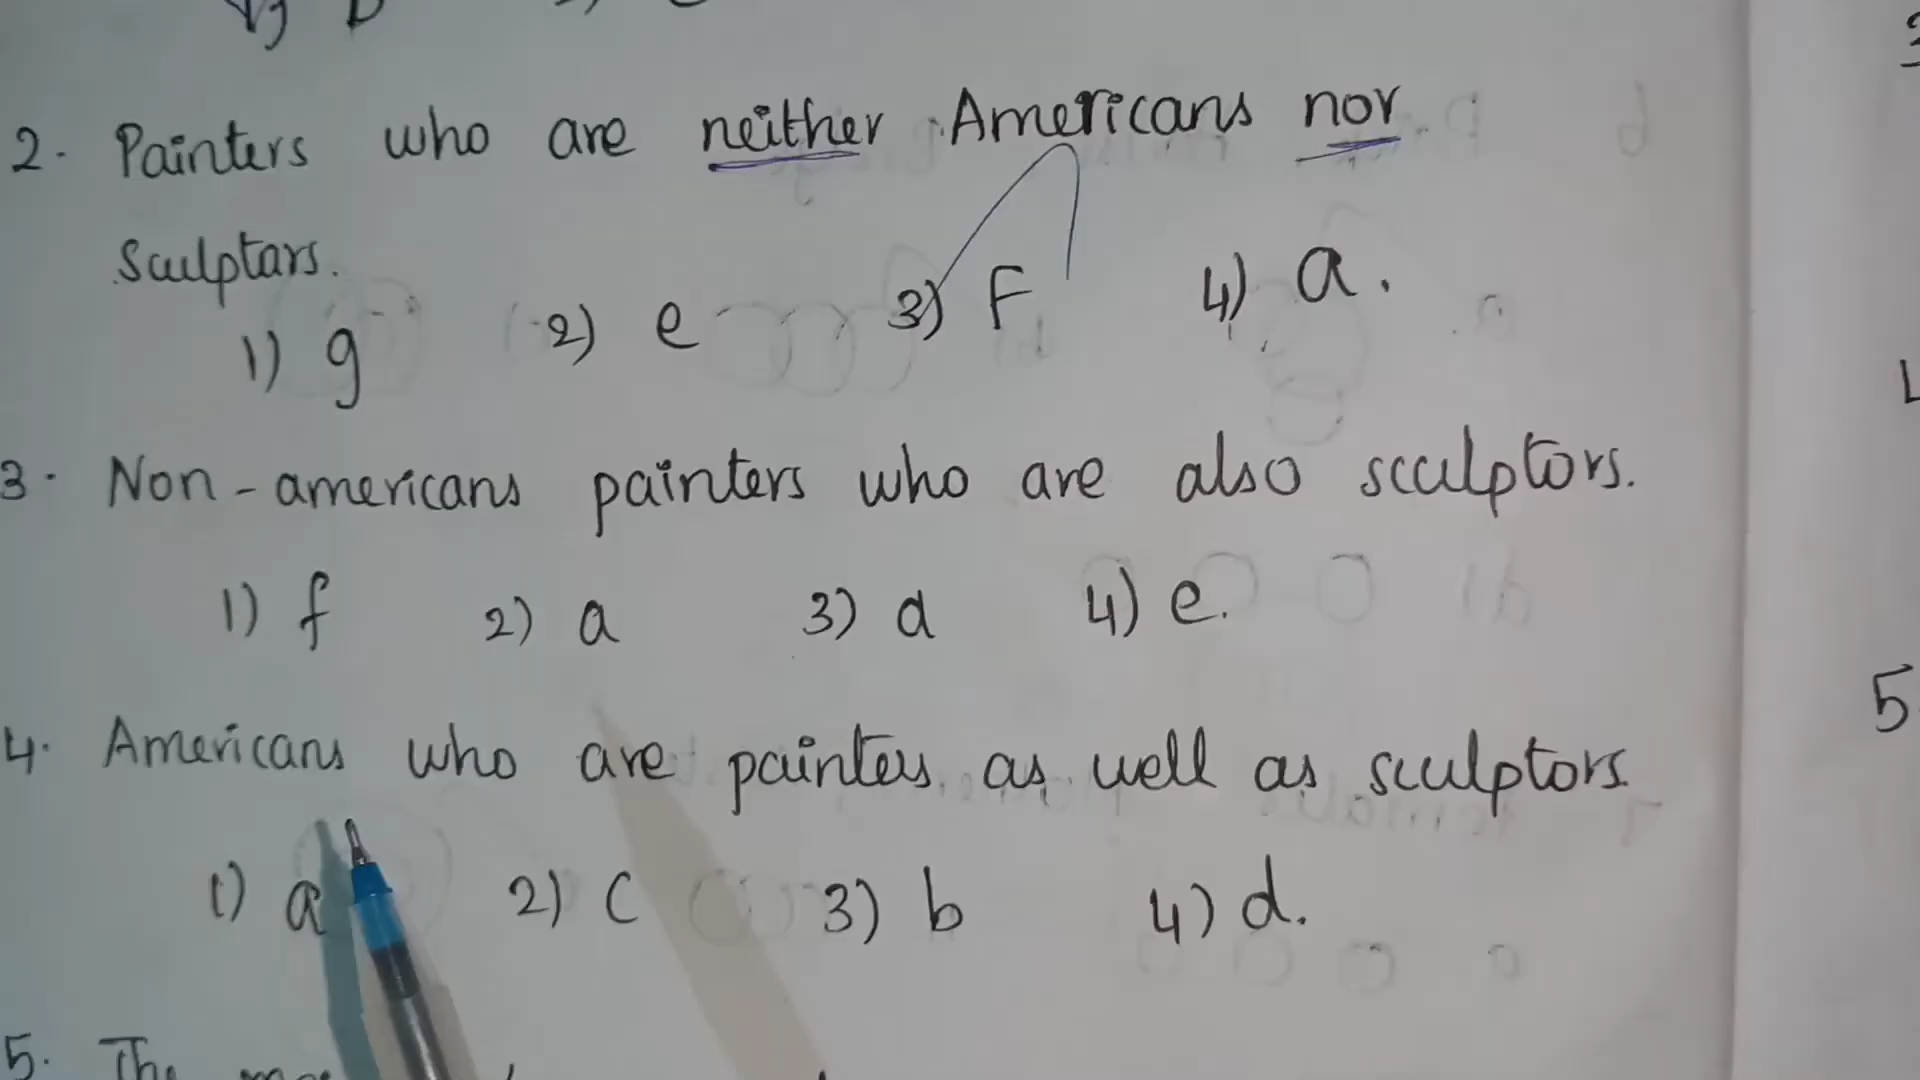 2. Painters who are neither Americans nor
Sculptars.
1) g 2) e 3) F 4) a.
3. Non-americans painters who are also sculptors.
1) f 2) a 3) d 4) e.
4. Americans who are painters as well as sculptors
1) a 2) c 3) b 4) d.
5
5. The